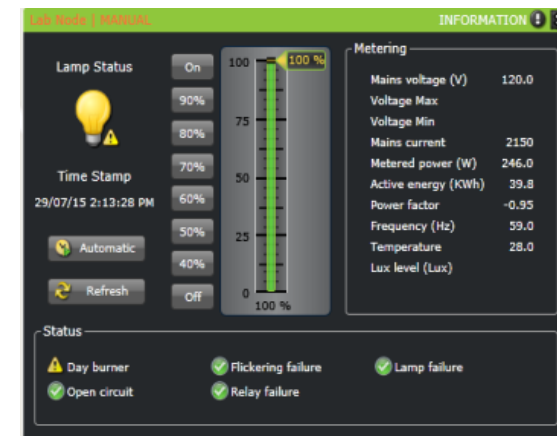 Lab Node | MANUAL
INFORMATION
Lamp Status
Time Stamp
29/07/15 2:13:28 PM
Automatic
Refresh
On
90%
80%
70%
60%
50%
40%
Off
100
75
50
25
0
100 %
100 %
Metering
Mains voltage (V) 120.0
Voltage Max
Voltage Min
Mains current 2150
Metered power (W) 246.0
Active energy (KWh) 39.8
Power factor -0.95
Frequency (Hz) 59.0
Temperature 28.0
Lux level (Lux)
Status
Day burner Flickering failure Lamp failure
Open circuit Relay failure